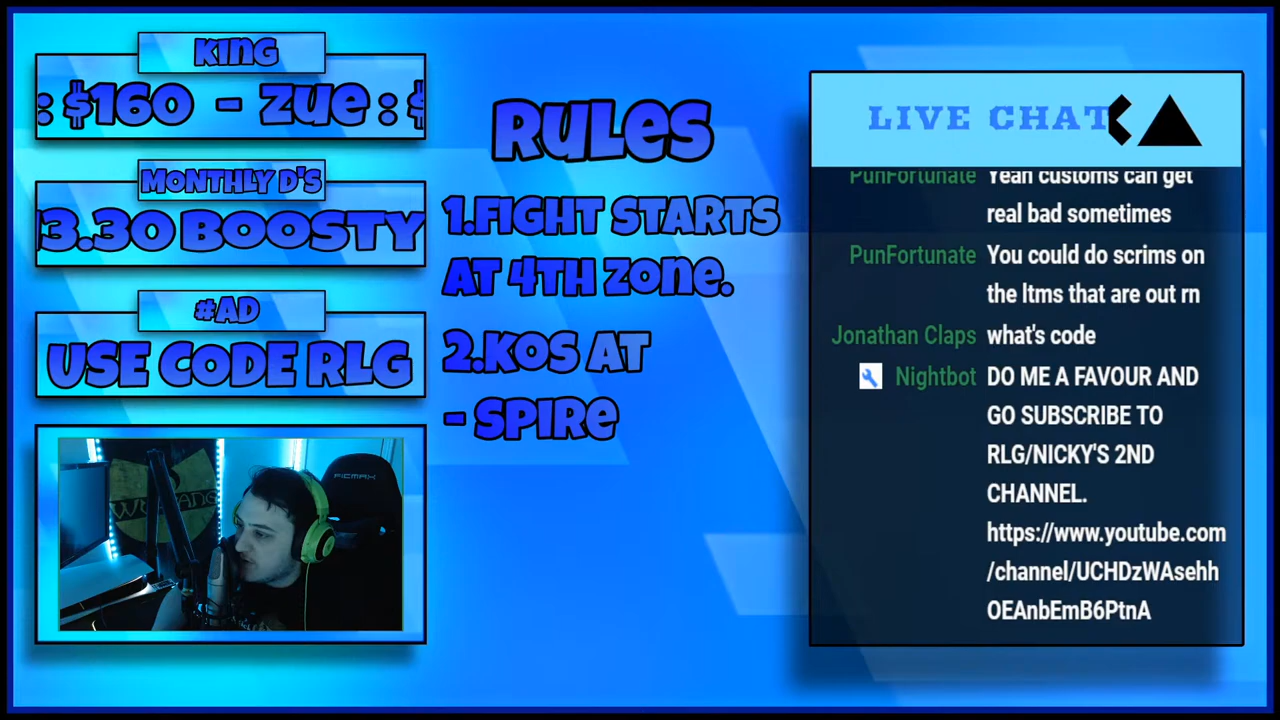 King
: $160 - Zue : $
Monthly D's
3.30 BOOSTY
#AD
USE CODE RLG
PICMAX
Rules
1.FIGHT STARTS
AT 4TH ZONE.
2.KOS AT
- SPIRE
LIVE CHAT
PunFortunate Yeah customs can get
real bad sometimes
PunFortunate You could do scrims on
the ltms that are out rn
Jonathan Claps what's code
Nightbot DO ME A FAVOUR AND
GO SUBSCRIBE TO
RLG/NICKY'S 2ND
CHANNEL.
https://www.youtube.com
/channel/UCHDzWAsehh
OEAnbEmB6PtnA